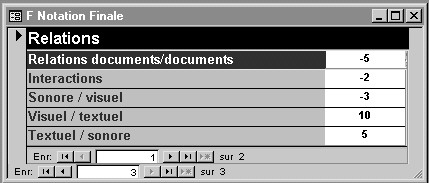 F Notation Finale
Relations
Relations documents/documents -5
Interactions -2
Sonore / visuel -3
Visuel / textuel 10
Textuel / sonore 5
Enr: 1 sur 2
Enr: 3 sur 3